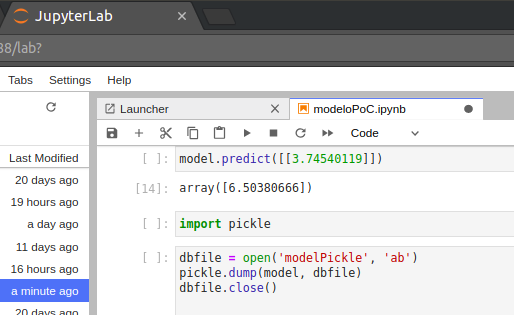 JupyterLab
38/lab?
Tabs Settings Help
Launcher modeloPoC.ipynb
Code
Last Modified
20 days ago
19 hours ago
a day ago
11 days ago
16 hours ago
a minute ago
20 days ago
[ ]: model.predict([[3.74540119]])
[14]: array([6.50380666])
[ ]: import pickle
[ ]: dbfile = open('modelPickle', 'ab')
pickle.dump(model, dbfile)
dbfile.close()